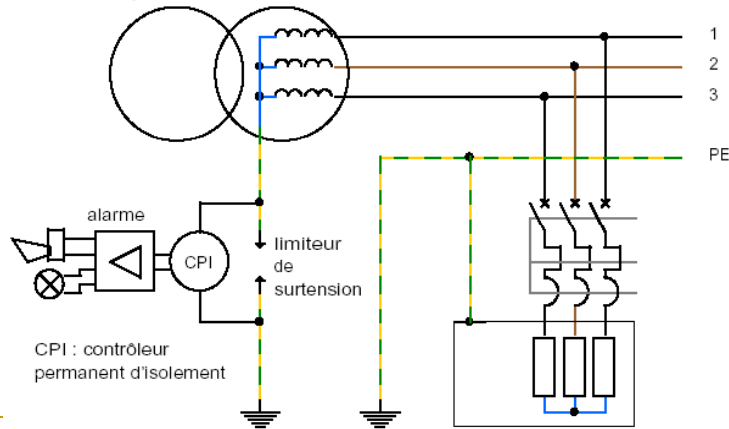 1
2
3
PE
alarme
CPI
limiteur
de
surtension
CPI : contrôleur
permanent d'isolement